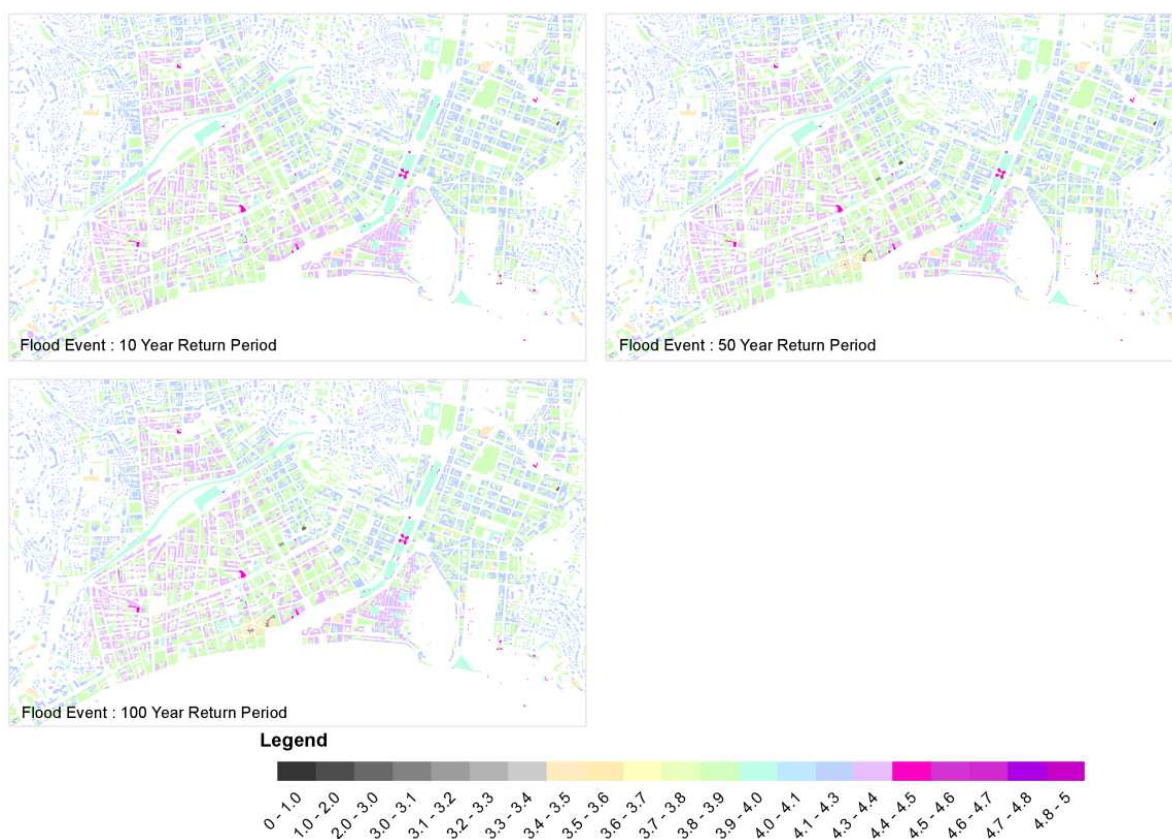 Flood Event : 10 Year Return Period
Flood Event : 50 Year Return Period
Flood Event : 100 Year Return Period
Legend
0 - 1.0
1.0 - 2.0
2.0 - 3.0
3.0 - 3.1
3.1 - 3.2
3.2 - 3.3
3.3 - 3.4
3.4 - 3.5
3.5 - 3.6
3.6 - 3.7
3.7 - 3.8
3.8 - 3.9
3.9 - 4.0
4.0 - 4.1
4.1 - 4.3
4.3 - 4.4
4.4 - 4.5
4.5 - 4.6
4.6 - 4.7
4.7 - 4.8
4.8 - 5